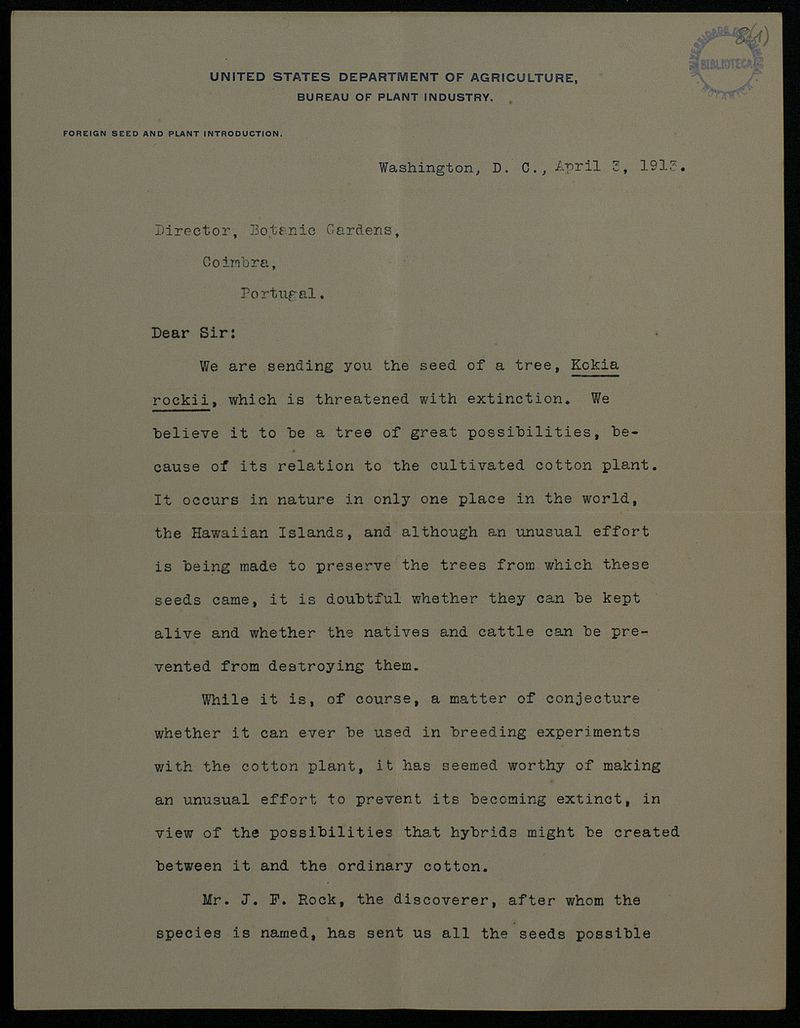 8(1)
BIBLIOTECA
UNITED STATES DEPARTMENT OF AGRICULTURE,
BUREAU OF PLANT INDUSTRY.
FOREIGN SEED AND PLANT INTRODUCTION.
Washington, D. C., April 3, 1913.
Director, Botanic Gardens,
Coimbra,
Portugal.
Dear Sir:
We are sending you the seed of a tree, Kokia
rockii, which is threatened with extinction. We
believe it to be a tree of great possibilities, be-
cause of its relation to the cultivated cotton plant.
It occurs in nature in only one place in the world,
the Hawaiian Islands, and although an unusual effort
is being made to preserve the trees from which these
seeds came, it is doubtful whether they can be kept
alive and whether the natives and cattle can be pre-
vented from destroying them.
While it is, of course, a matter of conjecture
whether it can ever be used in breeding experiments
with the cotton plant, it has seemed worthy of making
an unusual effort to prevent its becoming extinct, in
view of the possibilities that hybrids might be created
between it and the ordinary cotton.
Mr. J. F. Rock, the discoverer, after whom the
species is named, has sent us all the seeds possible